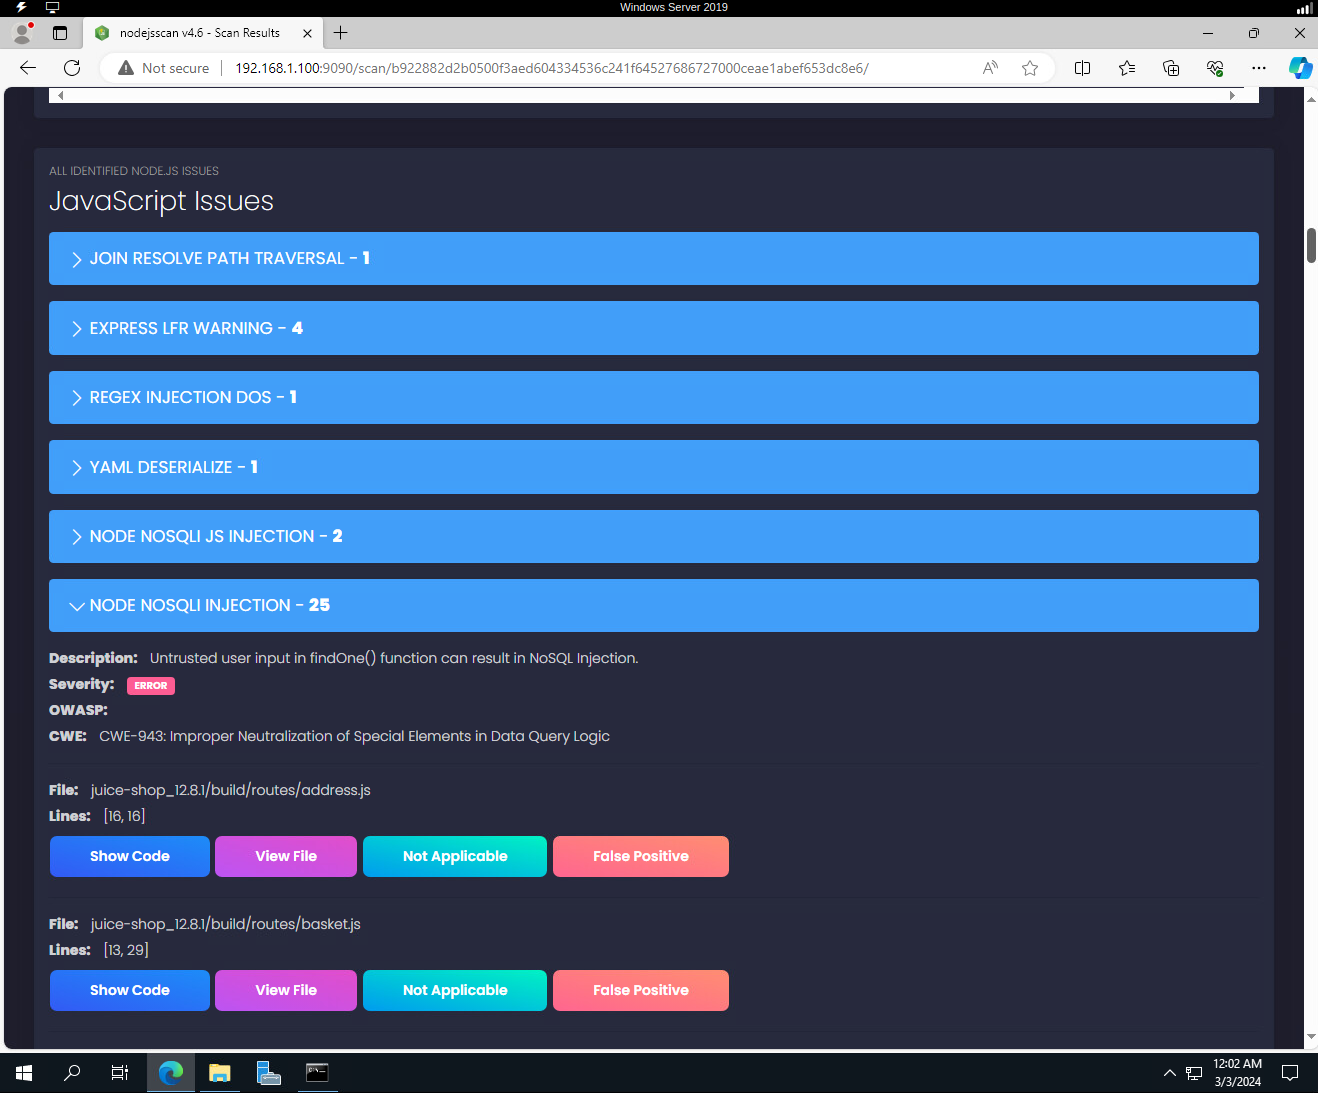 Windows Server 2019
nodejsscan v4.6 - Scan Results
Not secure
192.168.1.100:9090/scan/b922882d2b0500f3aed604334536c241f64527686727000ceae1abef653dc8e6/
ALL IDENTIFIED NODE.JS ISSUES
JavaScript Issues
JOIN RESOLVE PATH TRAVERSAL - 1
EXPRESS LFR WARNING - 4
REGEX INJECTION DOS - 1
YAML DESERIALIZE - 1
NODE NOSQLI JS INJECTION - 2
NODE NOSQLI INJECTION - 25
Description: Untrusted user input in findOne() function can result in NoSQL Injection.
Severity: ERROR
OWASP:
CWE: CWE-943: Improper Neutralization of Special Elements in Data Query Logic
File: juice-shop_12.8.1/build/routes/address.js
Lines: [16, 16]
Show Code View File Not Applicable False Positive
File: juice-shop_12.8.1/build/routes/basket.js
Lines: [13, 29]
Show Code View File Not Applicable False Positive
12:02 AM
3/3/2024